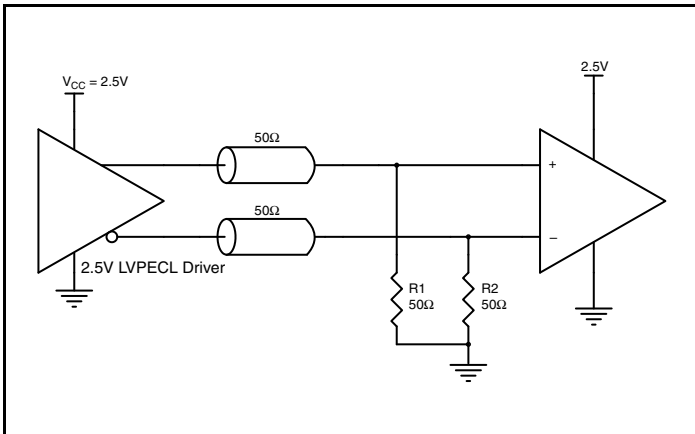 V_CC = 2.5V
2.5V
50Ω
50Ω
+
−
2.5V LVPECL Driver
R1
50Ω
R2
50Ω